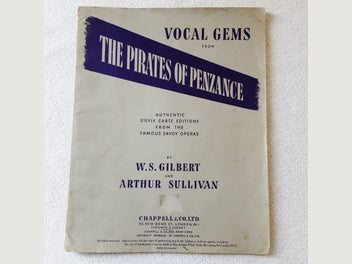 VOCAL GEMS
FROM
THE PIRATES OF PENZANCE
AUTHENTIC
D'OYLY CARTE EDITIONS
FROM THE
FAMOUS SAVOY OPERAS
BY
W. S. GILBERT
AND
ARTHUR SULLIVAN
CHAPPELL & CO. LTD.
50 NEW BOND ST., LONDON W.1